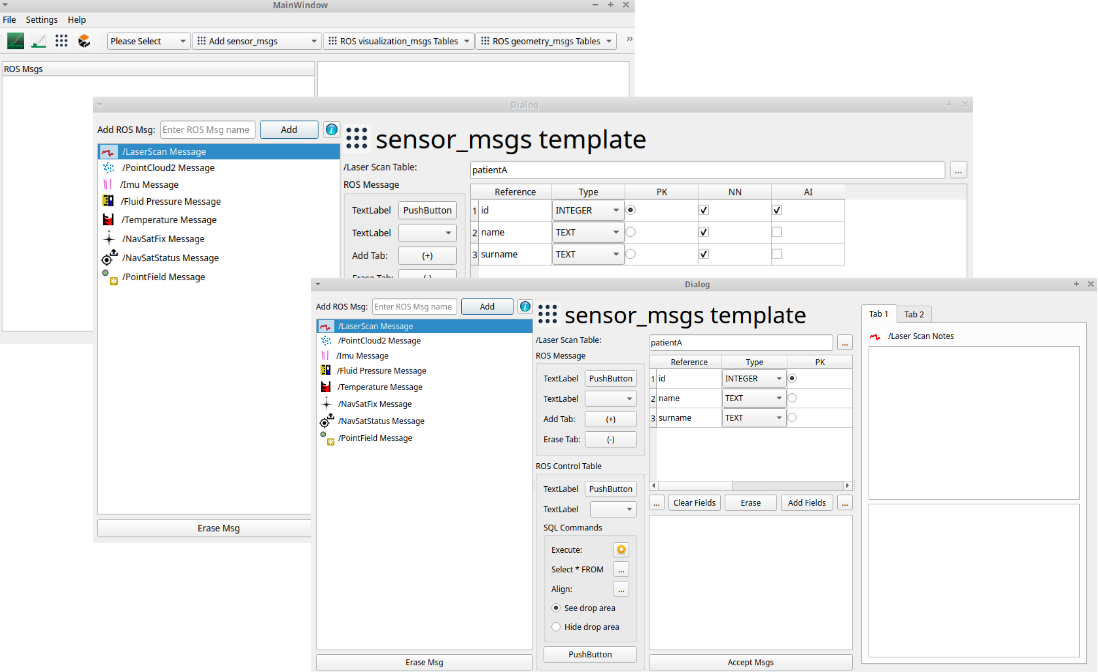 MainWindow
File Settings Help
Please Select Add sensor_msgs ROS visualization_msgs Tables ROS geometry_msgs Tables »
ROS Msgs
Dialog
Add ROS Msg: Enter ROS Msg name Add
sensor_msgs template
/LaserScan Message
/PointCloud2 Message
/Imu Message
/Fluid Pressure Message
/Temperature Message
/NavSatFix Message
/NavSatStatus Message
/PointField Message
Erase Msg
/Laser Scan Table: patientA ...
ROS Message
TextLabel PushButton
TextLabel
Add Tab: (+)
Erase Tab: (-)
Reference Type PK NN AI
1 id INTEGER
2 name TEXT
3 surname TEXT
Dialog
Add ROS Msg: Enter ROS Msg name Add
sensor_msgs template
/LaserScan Message
/PointCloud2 Message
/Imu Message
/Fluid Pressure Message
/Temperature Message
/NavSatFix Message
/NavSatStatus Message
/PointField Message
Erase Msg
/Laser Scan Table: patientA ...
ROS Message
TextLabel PushButton
TextLabel
Add Tab: (+)
Erase Tab: (-)
ROS Control Table
TextLabel PushButton
TextLabel
SQL Commands
Execute:
Select * FROM ...
Align: ...
See drop area
Hide drop area
PushButton
Reference Type PK
1 id INTEGER
2 name TEXT
3 surname TEXT
... Clear Fields Erase Add Fields ...
Accept Msgs
Tab 1 Tab 2
/Laser Scan Notes